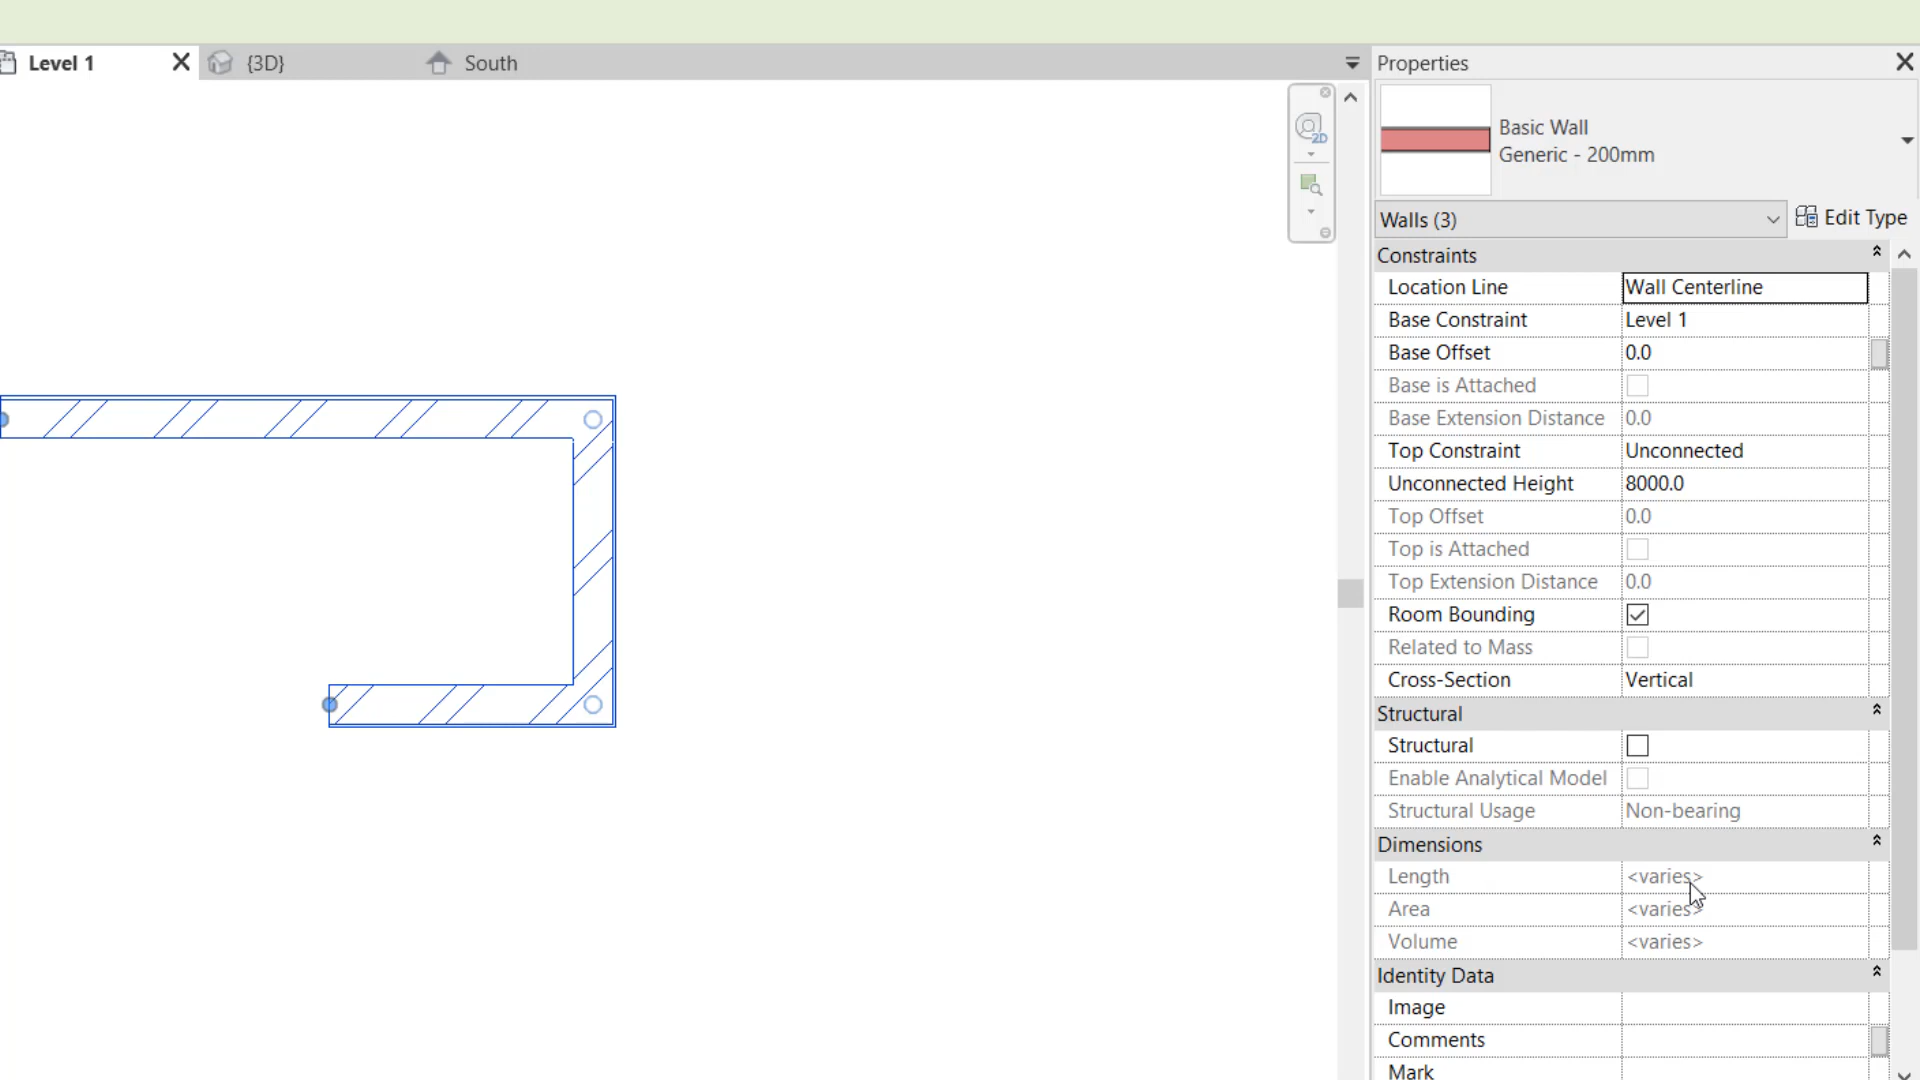 Level 1
{3D}
South
Properties
2D
Basic Wall
Generic - 200mm
Walls (3)
Edit Type
Constraints
Location Line Wall Centerline
Base Constraint Level 1
Base Offset 0.0
Base is Attached
Base Extension Distance 0.0
Top Constraint Unconnected
Unconnected Height 8000.0
Top Offset 0.0
Top is Attached
Top Extension Distance 0.0
Room Bounding
Related to Mass
Cross-Section Vertical
Structural
Structural
Enable Analytical Model
Structural Usage Non-bearing
Dimensions
Length <varies>
Area <varies>
Volume <varies>
Identity Data
Image
Comments
Mark